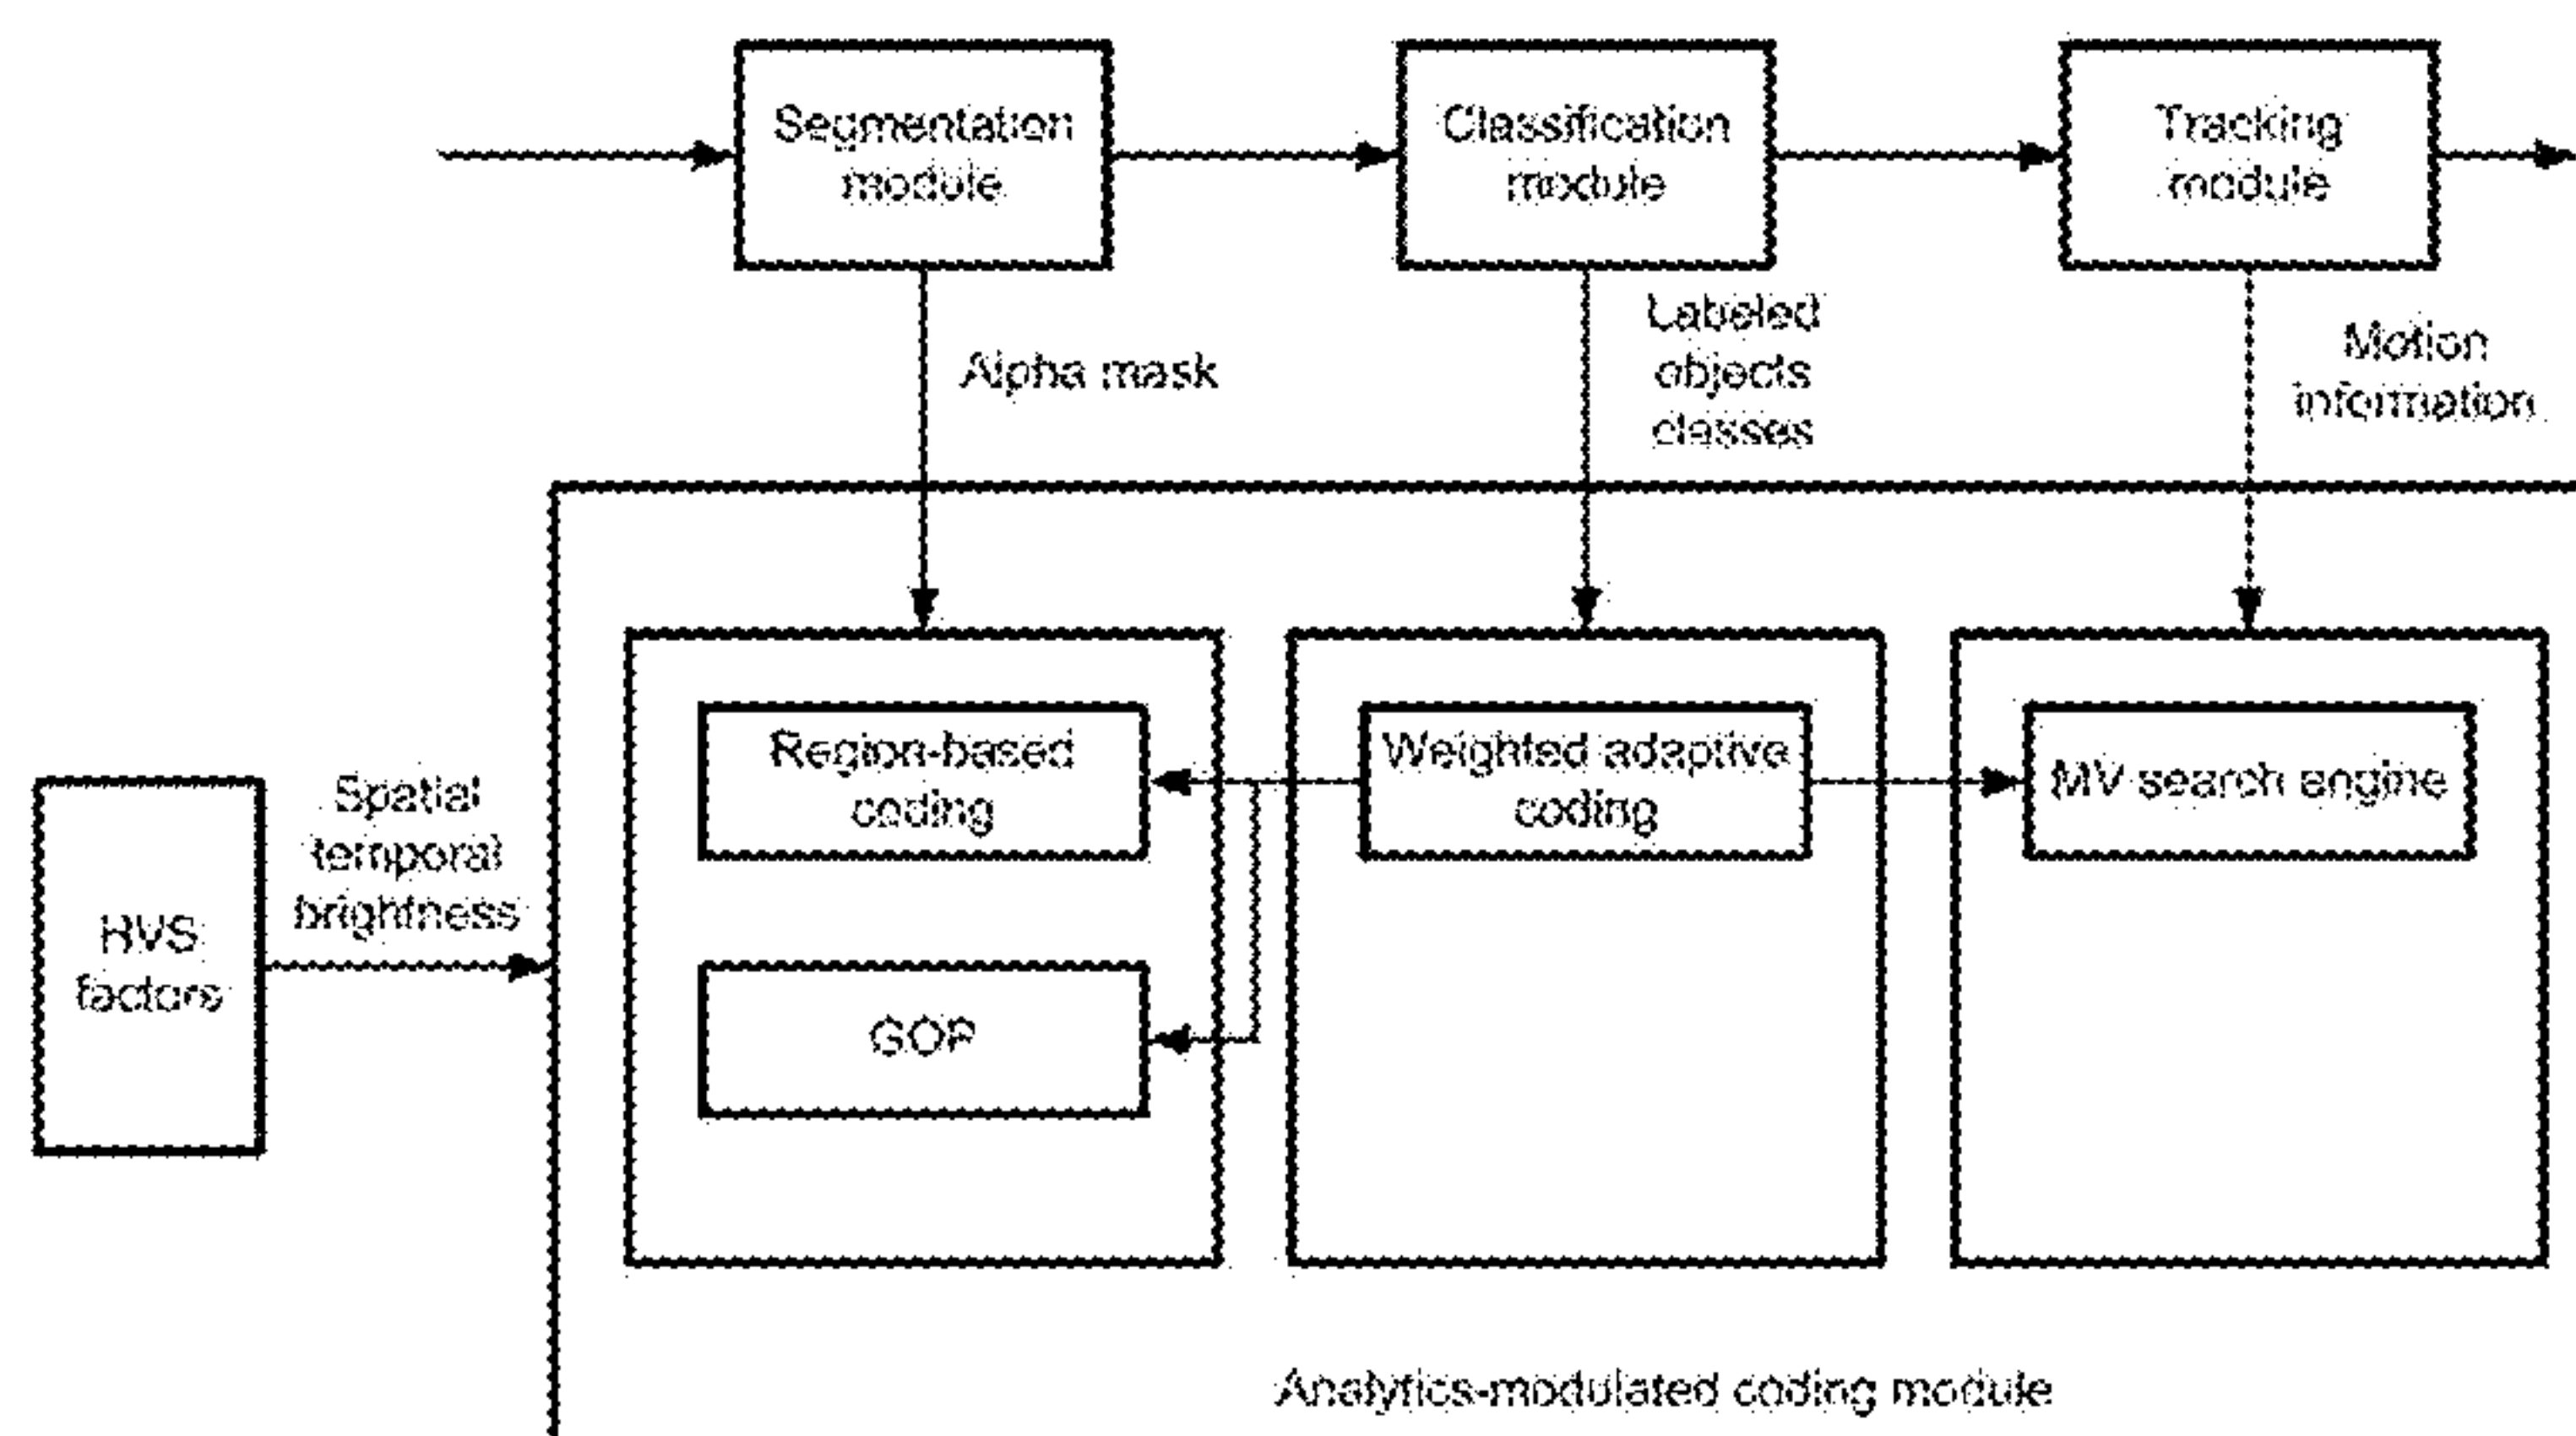 Segmentation
module
Classification
module
Tracking
module
Alpha mask
Labeled
objects
classes
Motion
information
Region-based
coding
Weighted adaptive
coding
MV search engine
Spatial
temporal
brightness
HVS
factors
GOP
Analytics-modulated coding module